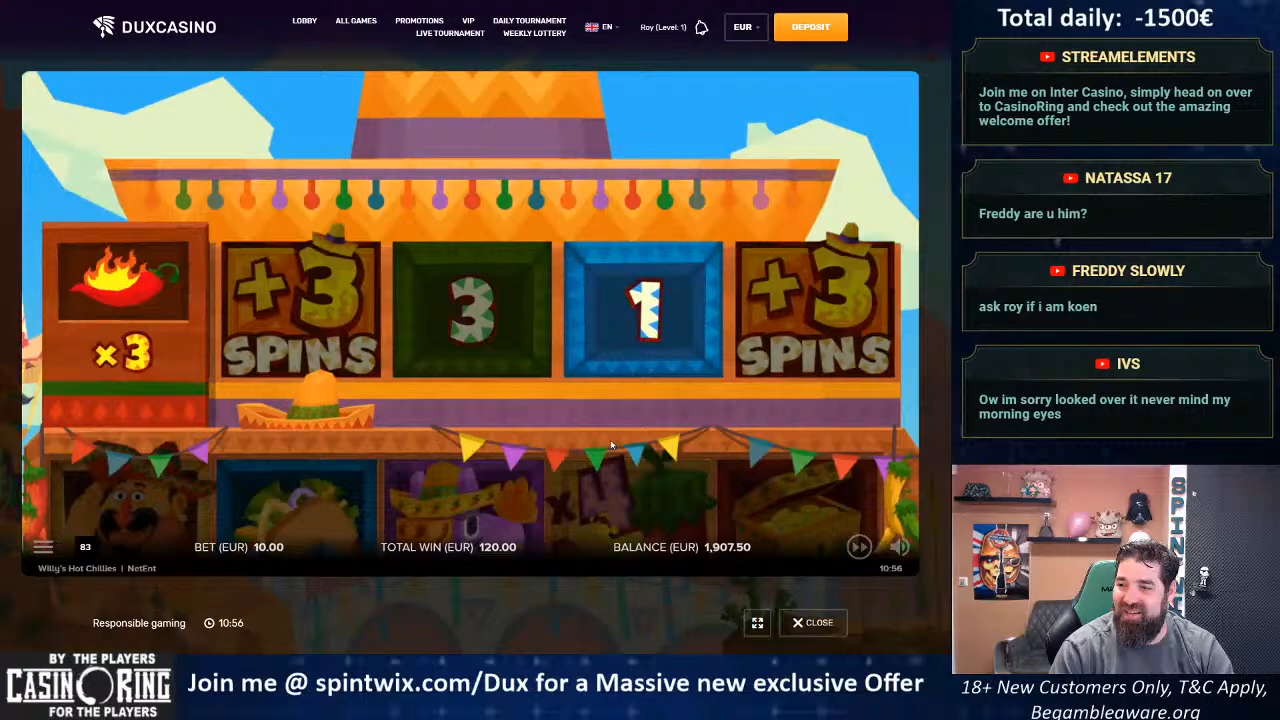 DUXCASINO
LOBBY
ALL GAMES
PROMOTIONS
VIP
DAILY TOURNAMENT
LIVE TOURNAMENT
WEEKLY LOTTERY
EN
Roy (Level: 1)
EUR
DEPOSIT
Total daily: -1500€
STREAMELEMENTS
Join me on Inter Casino, simply head on over
to CasinoRing and check out the amazing
welcome offer!
NATASSA 17
Freddy are u him?
FREDDY SLOWLY
ask roy if i am koen
IVS
Ow im sorry looked over it never mind my
morning eyes
×3
+3
SPINS
3
1
+3
SPINS
83
BET (EUR) 10.00
TOTAL WIN (EUR) 120.00
BALANCE (EUR) 1,907.50
Willy's Hot Chillies | NetEnt
10:56
Responsible gaming
10:56
CLOSE
SPIN
BY THE PLAYERS
CASINORING
FOR THE PLAYERS
Join me @ spintwix.com/Dux for a Massive new exclusive Offer
18+ New Customers Only, T&C Apply,
Begambleaware.org